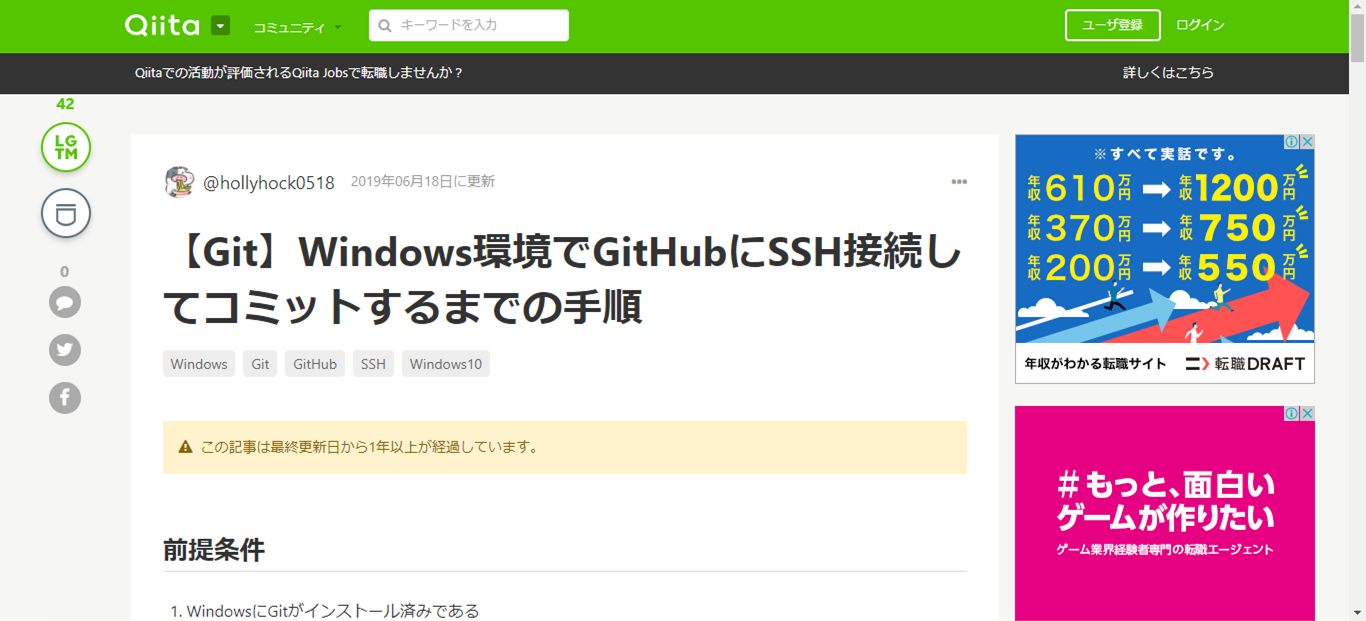 Qiita
コミュニティ
キーワードを入力
ユーザ登録
ログイン
Qiitaでの活動が評価されるQiita Jobsで転職しませんか？
詳しくはこちら
42
LG
TM
0
@hollyhock0518 2019年06月18日に更新
【Git】Windows環境でGitHubにSSH接続し
てコミットするまでの手順
Windows Git GitHub SSH Windows10
この記事は最終更新日から1年以上が経過しています。
前提条件
1. WindowsにGitがインストール済みである
※すべて実話です。
年収610万円 年収1200万円
年収370万円 年収750万円
年収200万円 年収550万円
年収がわかる転職サイト 転職DRAFT
#もっと、面白い
ゲームが作りたい
ゲーム業界経験者専門の転職エージェント